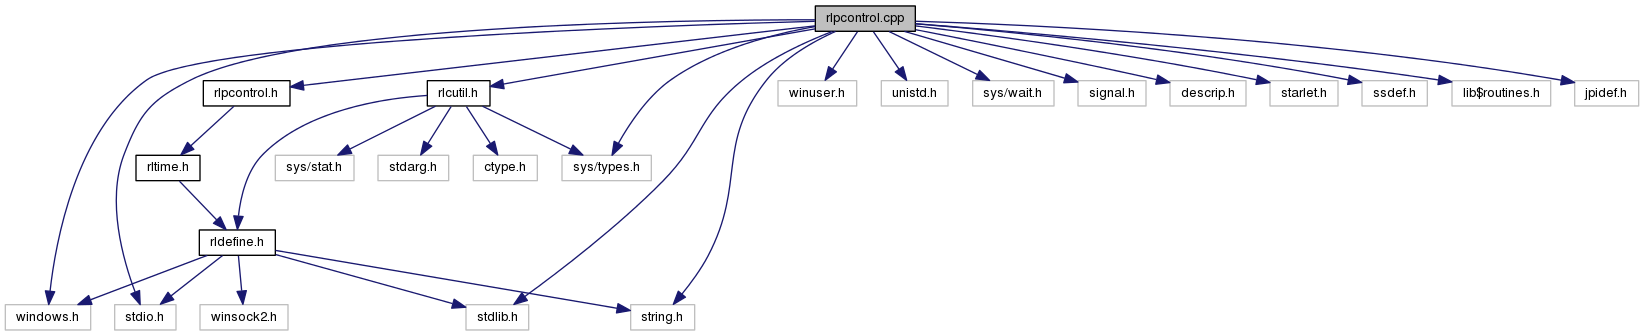 rlpcontrol.cpp
rlpcontrol.h
rlcutil.h
winuser.h
unistd.h
sys/wait.h
signal.h
descrip.h
starlet.h
ssdef.h
lib$routines.h
jpidef.h
rltime.h
sys/stat.h
stdarg.h
ctype.h
sys/types.h
rldefine.h
windows.h
stdio.h
winsock2.h
stdlib.h
string.h